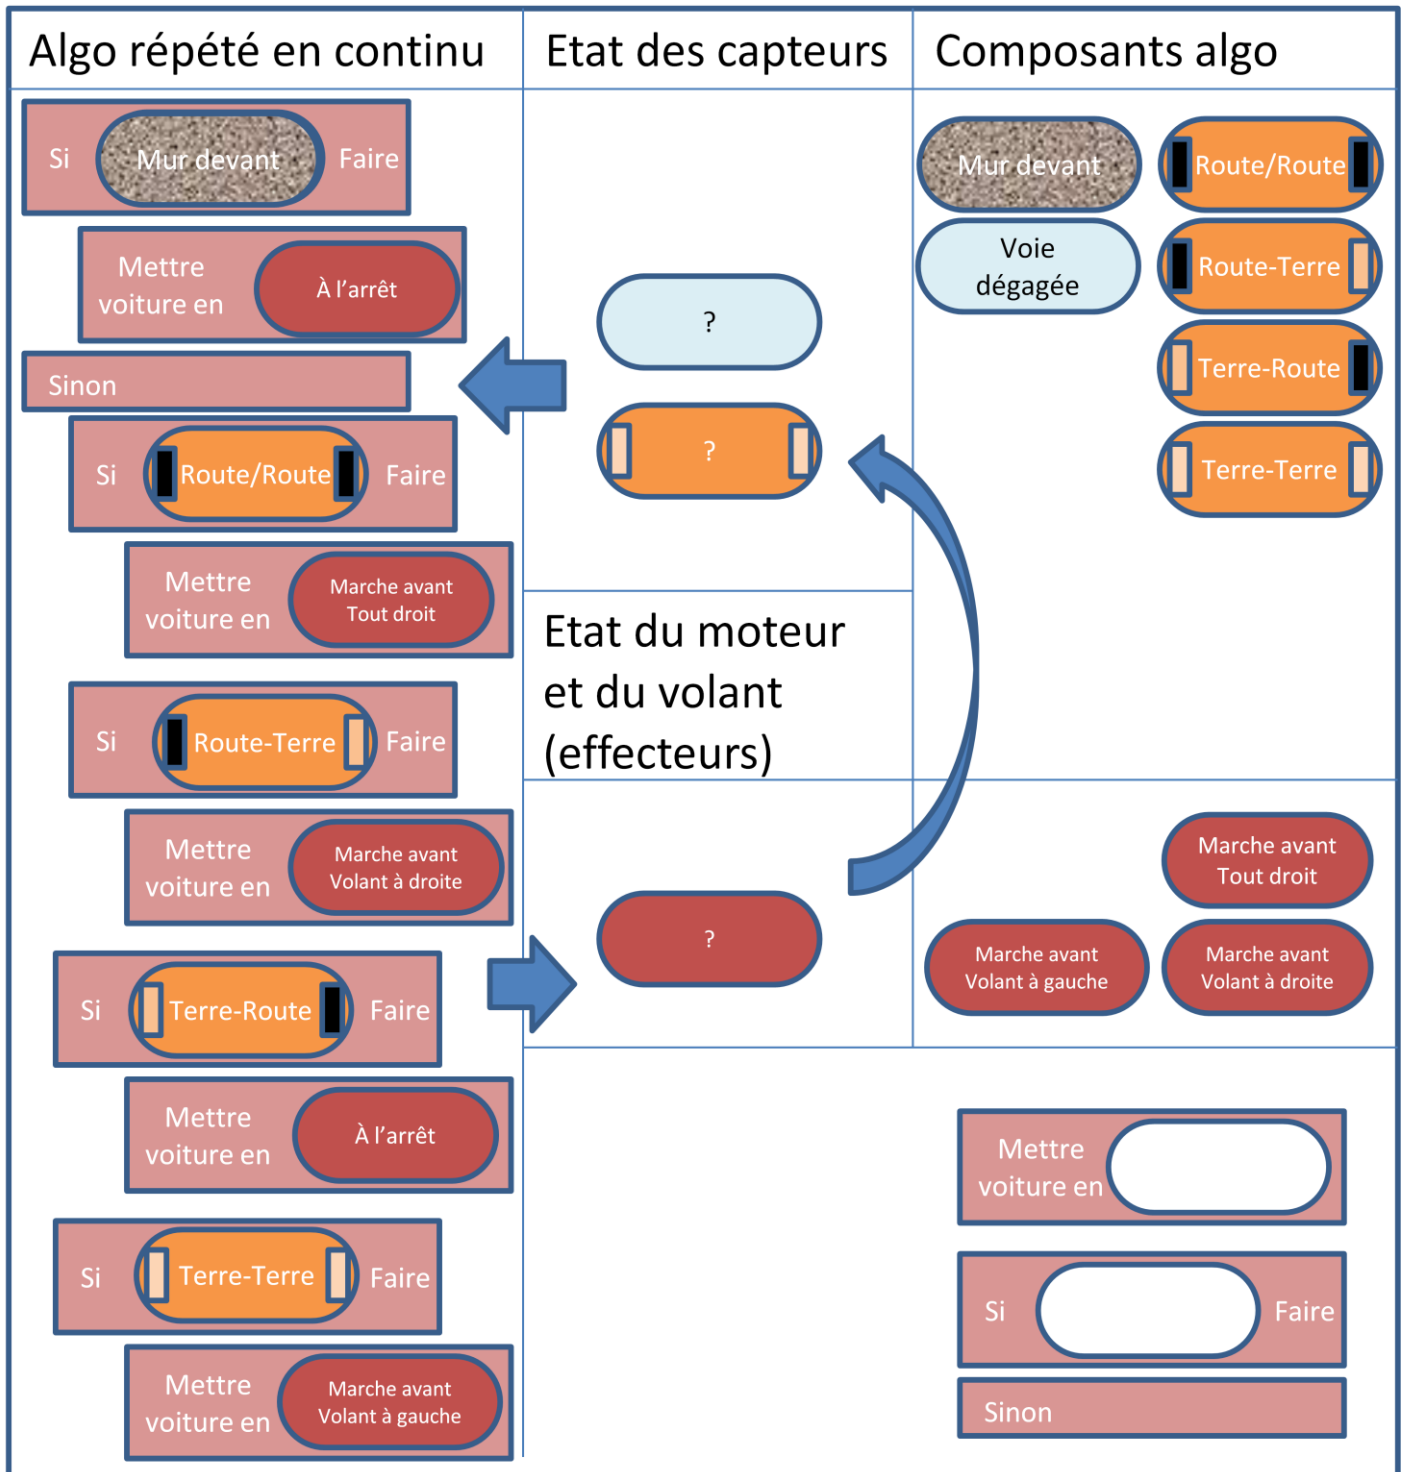 Algo répété en continu
Si
Mur devant
Faire
Mettre
voiture en
À l'arrêt
Sinon
Si
Route/Route
Faire
Mettre
voiture en
Marche avant
Tout droit
Si
Route-Terre
Faire
Mettre
voiture en
Marche avant
Volant à droite
Si
Terre-Route
Faire
Mettre
voiture en
À l'arrêt
Si
Terre-Terre
Faire
Mettre
voiture en
Marche avant
Volant à gauche
Etat des capteurs
?
?
Etat du moteur
et du volant
(effecteurs)
?
Composants algo
Mur devant
Route/Route
Voie
dégagée
Route-Terre
Terre-Route
Terre-Terre
Marche avant
Tout droit
Marche avant
Volant à gauche
Marche avant
Volant à droite
Mettre
voiture en
Si
Faire
Sinon